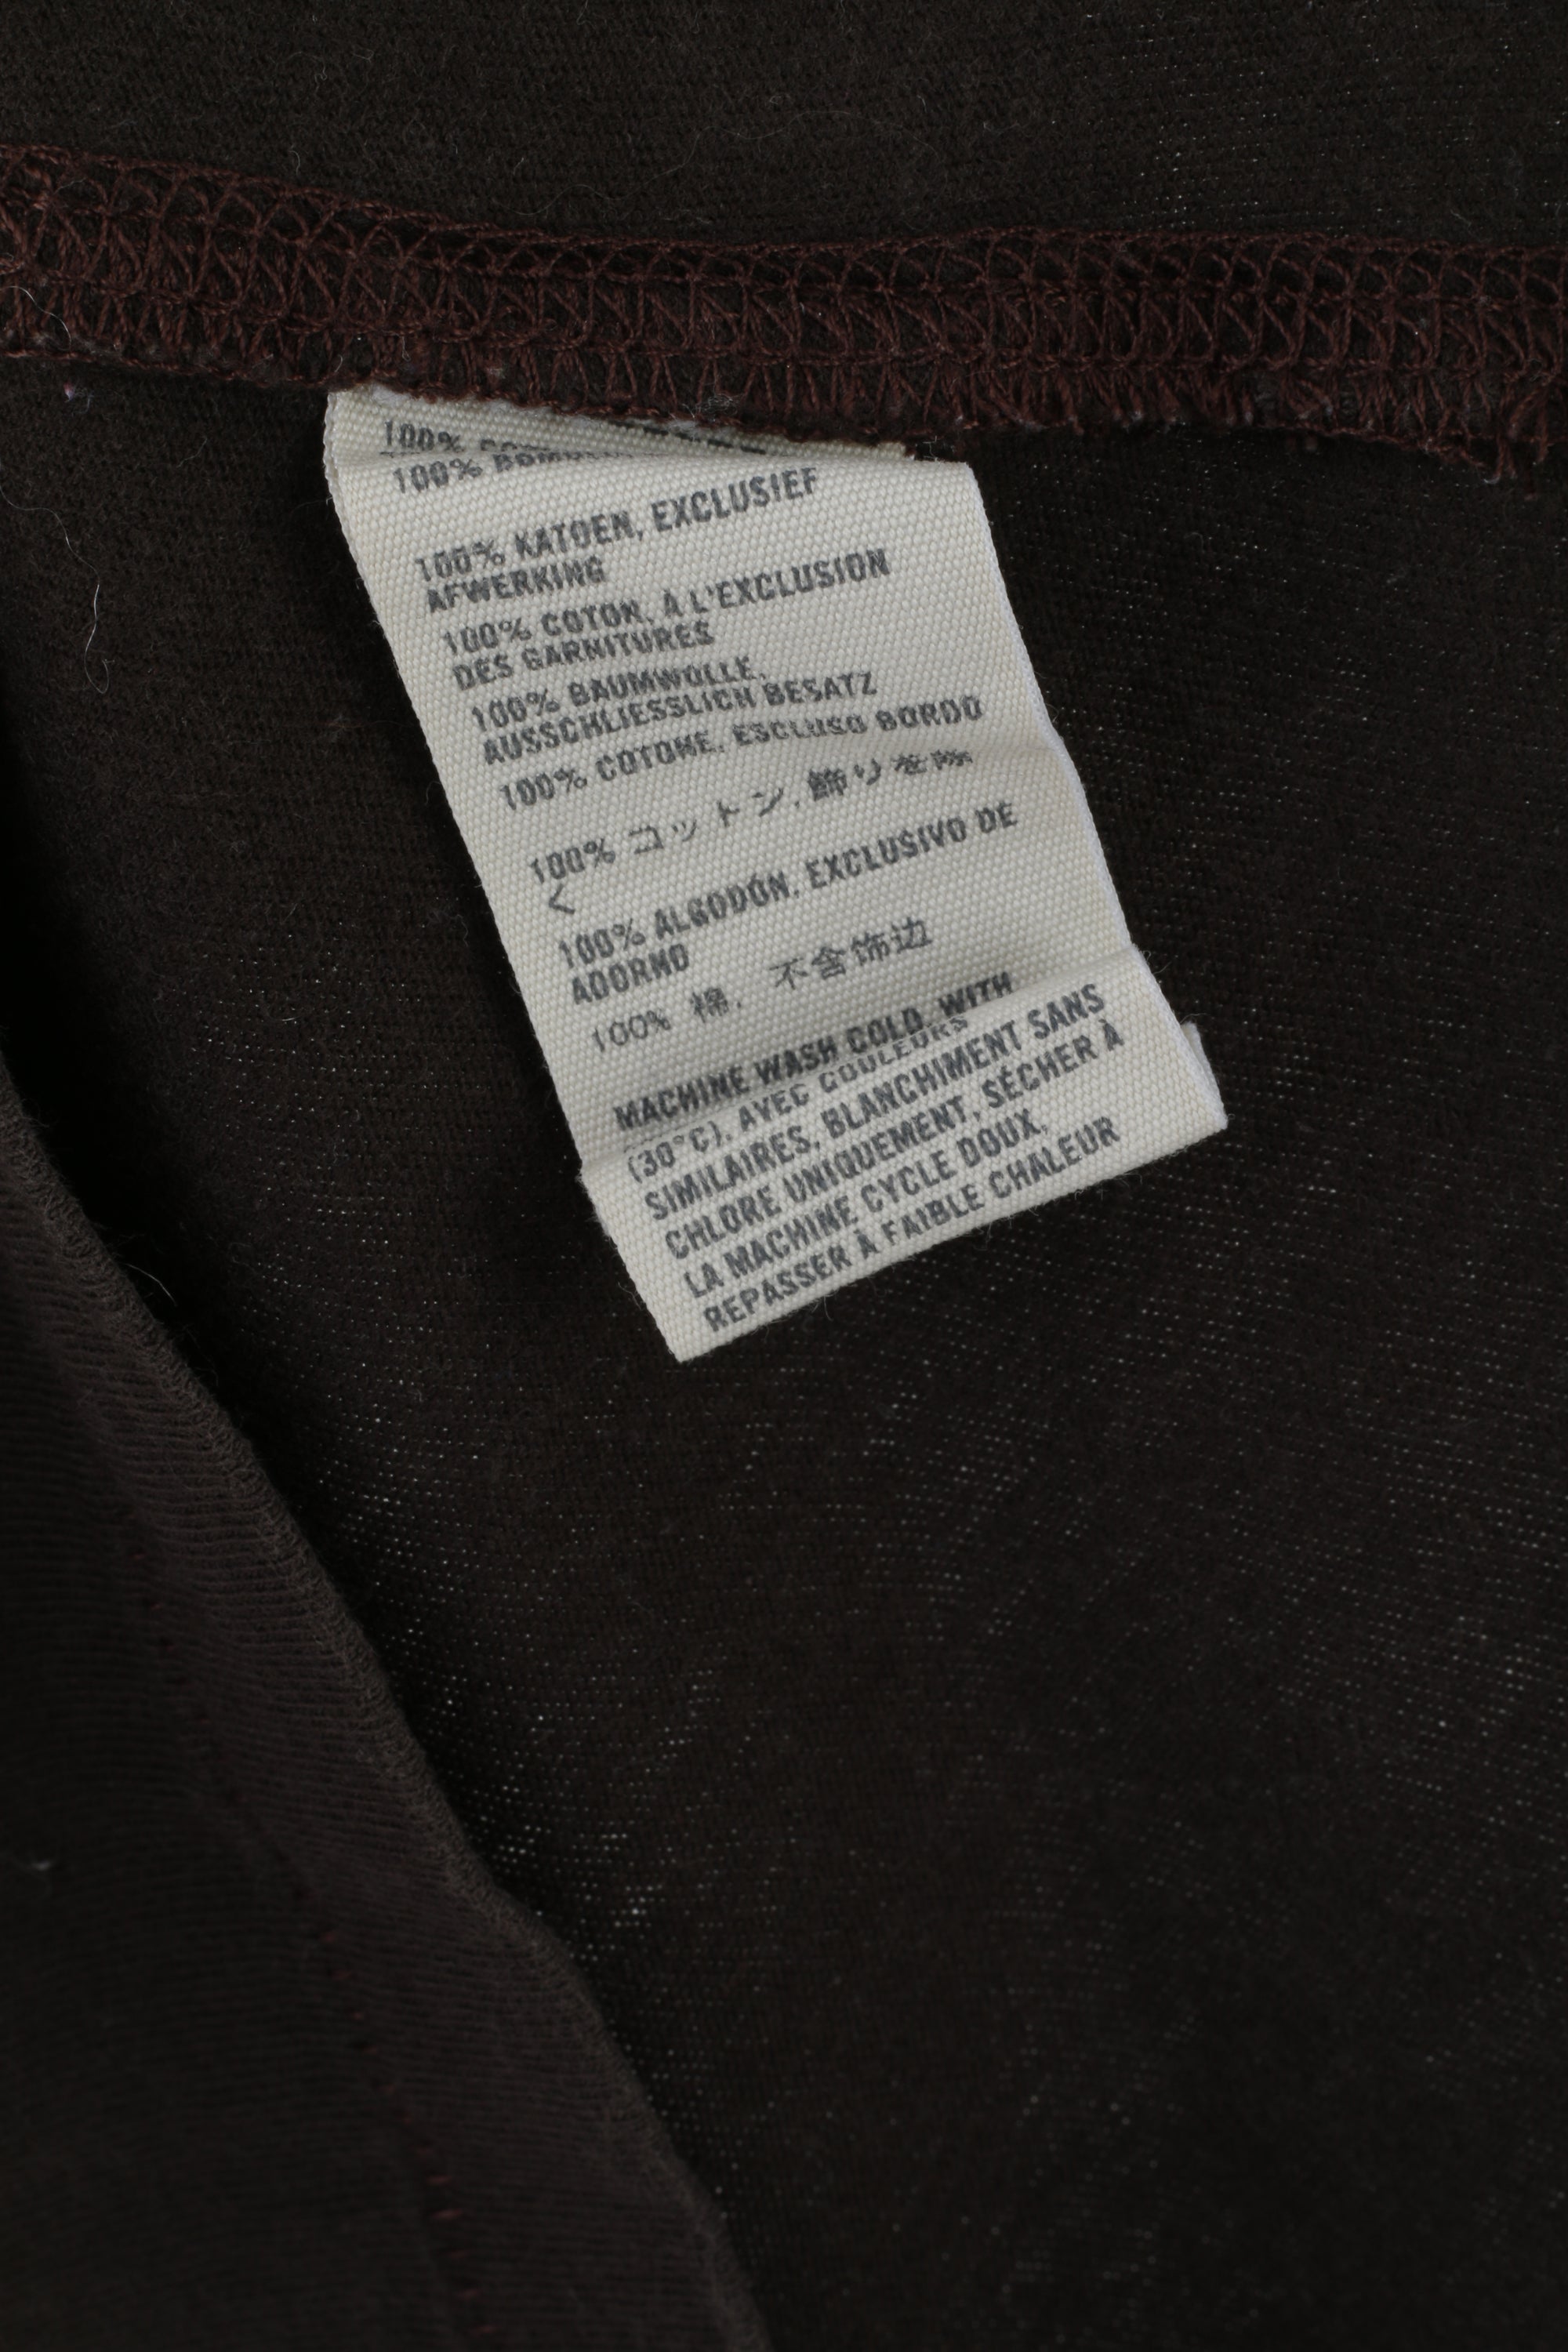 100%
100%
100% KATOEN, EXCLUSIEF
AFWERKING
100% COTON, À L'EXCLUSION
DES GARNITURES
100% BAUMWOLLE,
AUSSCHLIESSLICH BESATZ
100% COTONE, ESCLUSO BORDO
100% コットン, 飾りを除
く
100% ALGODÓN, EXCLUSIVO DE
ADORNO
100% 棉, 不含饰边
MACHINE WASH COLD, WITH
(30°C), AVEC COULEURS
SIMILAIRES, BLANCHIMENT SANS
CHLORE UNIQUEMENT, SÉCHER À
LA MACHINE CYCLE DOUX,
REPASSER À FAIBLE CHALEUR